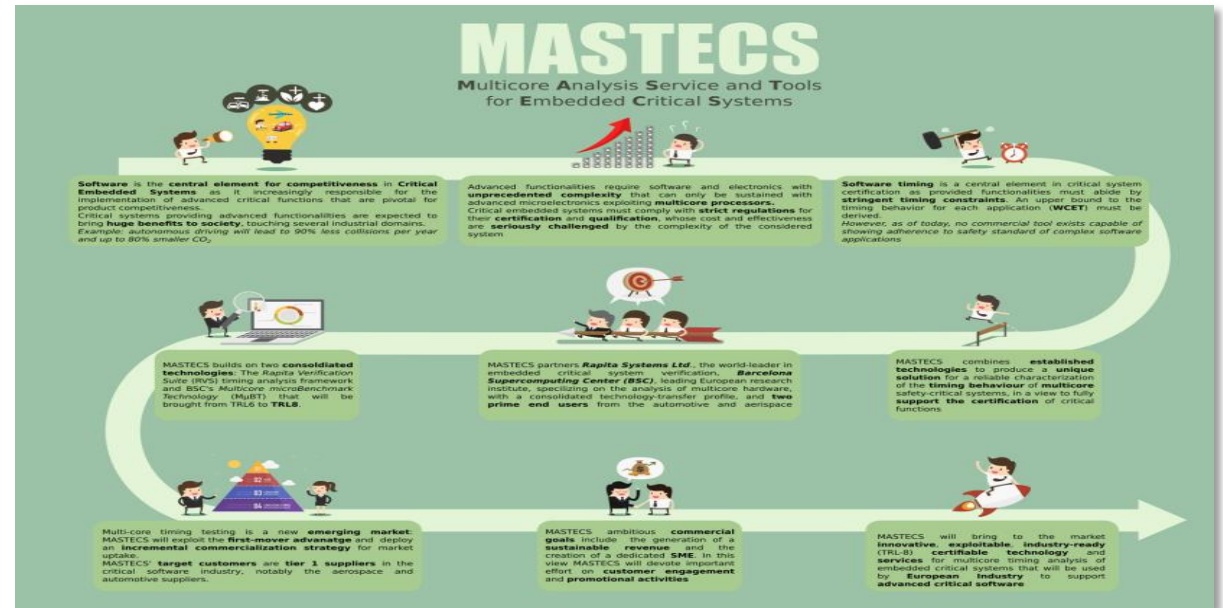 MASTECS
Multicore Analysis Service and Tools
for Embedded Critical Systems
Software is the central element for competitiveness in Critical
Embedded Systems as it increasingly responsible for the
implementation of advanced critical functions that are pivotal for
product competitiveness.
Critical systems providing advanced functionalilties are expected to
bring huge benefits to society, touching several industrial domains.
Example: autonomous driving will lead to 90% less collisions per year
and up to 80% smaller CO₂
Advanced functionalities require software and electronics with
unprecedented complexity that can only be sustained with
advanced microelectronics exploiting multicore processors.
Critical embedded systems must comply with strict regulations for
their certification and qualification, whose cost and effectiveness
are seriously challenged by the complexity of the considered
system
Software timing is a central element in critical system
certification as provided functionalities must abide by
stringent timing constraints. An upper bound to the
timing behavior for each application (WCET) must be
derived.
However, as of today, no commercial tool exists capable of
showing adherence to safety standard of complex software
applications
MASTECS builds on two consoldiated
technologies: The Rapita Verification
Suite (RVS) timing analysis framework
and BSC's Multicore microBenchmark
Technology (MµBT) that will be
brought from TRL6 to TRL8.
MASTECS partners Rapita Systems Ltd., the world-leader in
embedded critical system verification, Barcelona
Supercomputing Center (BSC), leading European research
institute, specilizing on the analysis of multicore hardware,
with a consolidated technology-transfer profile, and two
prime end users from the automotive and aerespace
MASTECS combines established
technologies to produce a unique
solution for a reliable characterization
of the timing behaviour of multicore
safety-critical systems, in a view to fully
support the certification of critical
functions
02
03
04
Multi-core timing testing is a new emerging market:
MASTECS will exploit the first-mover advanatge and deploy
an incremental commercialization strategy for market
uptake.
MASTECS' target customers are tier 1 suppliers in the
critical software industry, notably the aerospace and
automotive suppliers.
MASTECS ambitious commercial
goals include the generation of a
sustainable revenue and the
creation of a dedicated SME. In this
view MASTECS will devote important
effort on customer engagement
and promotional activities
MASTECS will bring to the market
innovative, exploitable, industry-ready
(TRL-8) certifiable technology and
services for multicore timing analysis of
embedded critical systems that will be used
by European Industry to support
advanced critical software